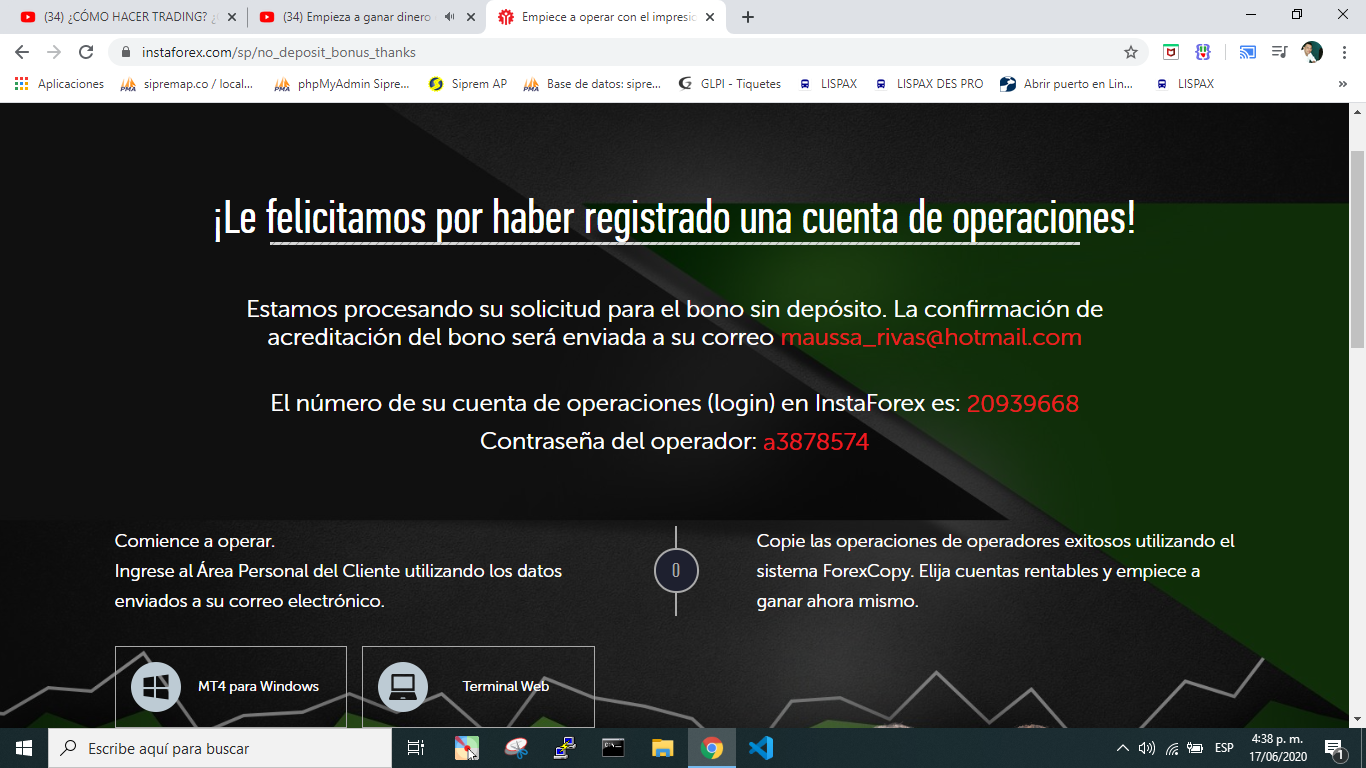 (34) ¿CÓMO HACER TRADING? ¿
(34) Empieza a ganar dinero
Empiece a operar con el impresio
instaforex.com/sp/no_deposit_bonus_thanks
Aplicaciones
sipremap.co / local...
phpMyAdmin Sipre...
Siprem AP
Base de datos: sipre...
GLPI - Tiquetes
LISPAX
LISPAX DES PRO
Abrir puerto en Lin...
LISPAX
»
¡Le felicitamos por haber registrado una cuenta de operaciones!
Estamos procesando su solicitud para el bono sin depósito. La confirmación de
acreditación del bono será enviada a su correo maussa_rivas@hotmail.com
El número de su cuenta de operaciones (login) en InstaForex es: 20939668
Contraseña del operador: a3878574
Comience a operar.
Ingrese al Área Personal del Cliente utilizando los datos
enviados a su correo electrónico.
0
Copie las operaciones de operadores exitosos utilizando el
sistema ForexCopy. Elija cuentas rentables y empiece a
ganar ahora mismo.
MT4 para Windows
Terminal Web
Escribe aquí para buscar
ESP
4:38 p. m.
17/06/2020
1